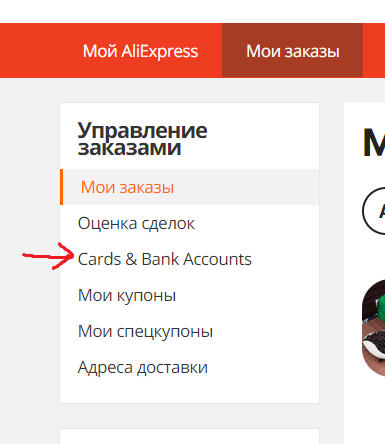 Мой AliExpress Мои заказы
Управление
заказами
Мои заказы
Оценка сделок
Cards & Bank Accounts
Мои купоны
Мои спецкупоны
Адреса доставки